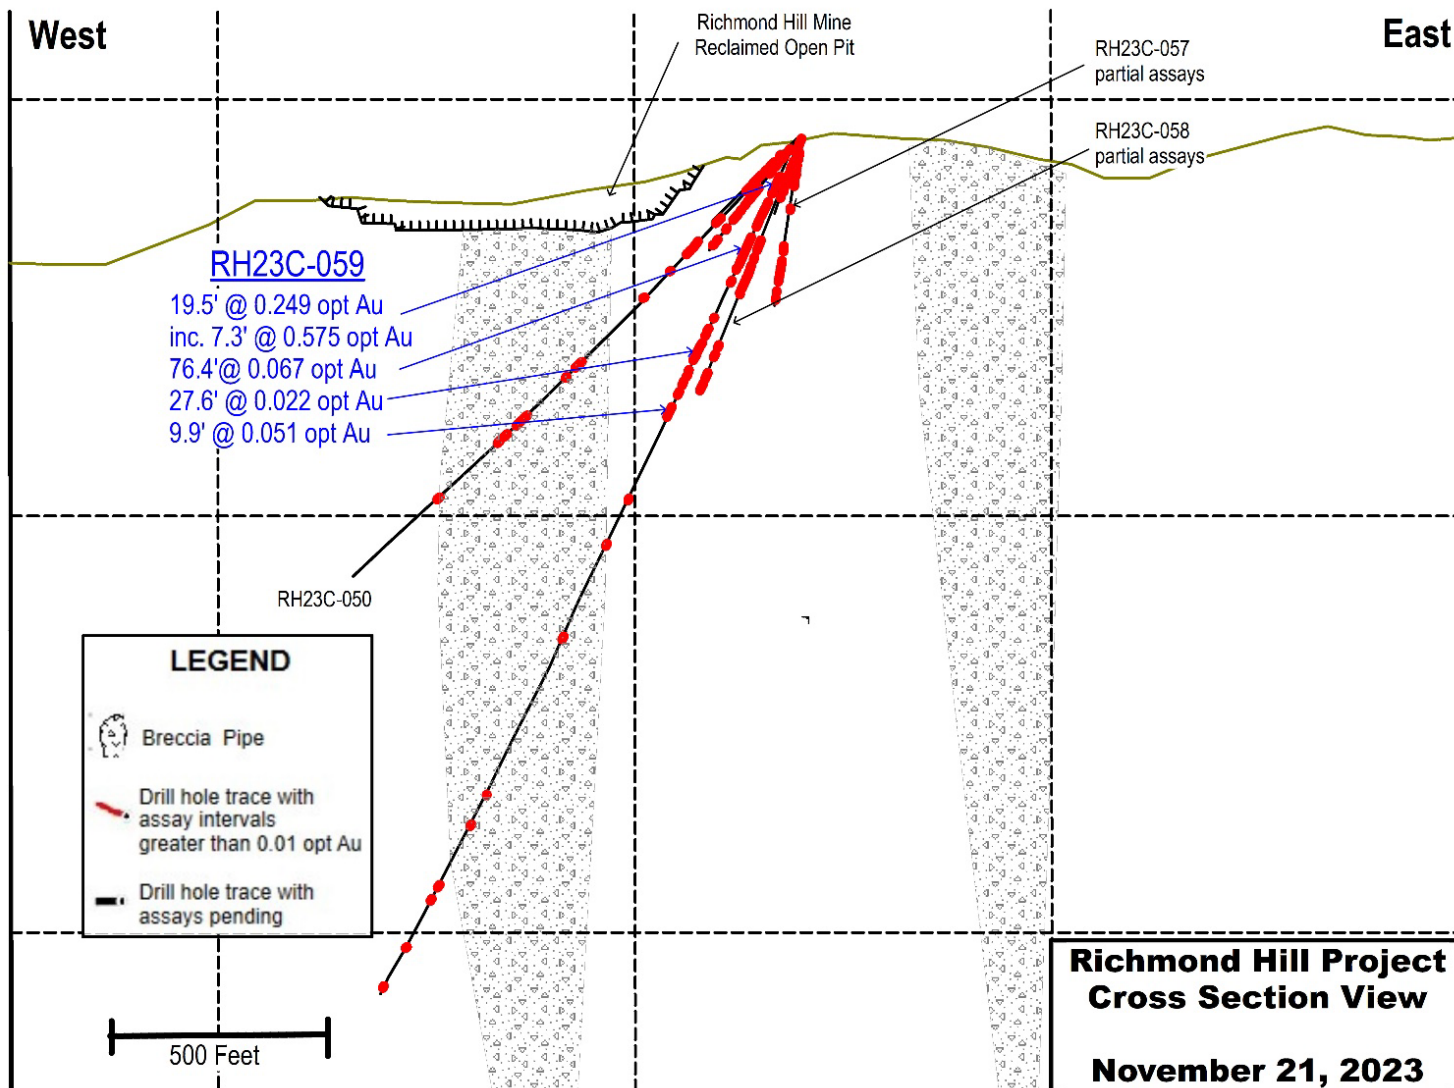 West
East
Richmond Hill Mine
Reclaimed Open Pit
RH23C-057
partial assays
RH23C-058
partial assays
RH23C-059
19.5' @ 0.249 opt Au
inc. 7.3' @ 0.575 opt Au
76.4'@ 0.067 opt Au
27.6' @ 0.022 opt Au
9.9' @ 0.051 opt Au
RH23C-050
LEGEND
Breccia Pipe
Drill hole trace with
assay intervals
greater than 0.01 opt Au
Drill hole trace with
assays pending
500 Feet
Richmond Hill Project
Cross Section View
November 21, 2023